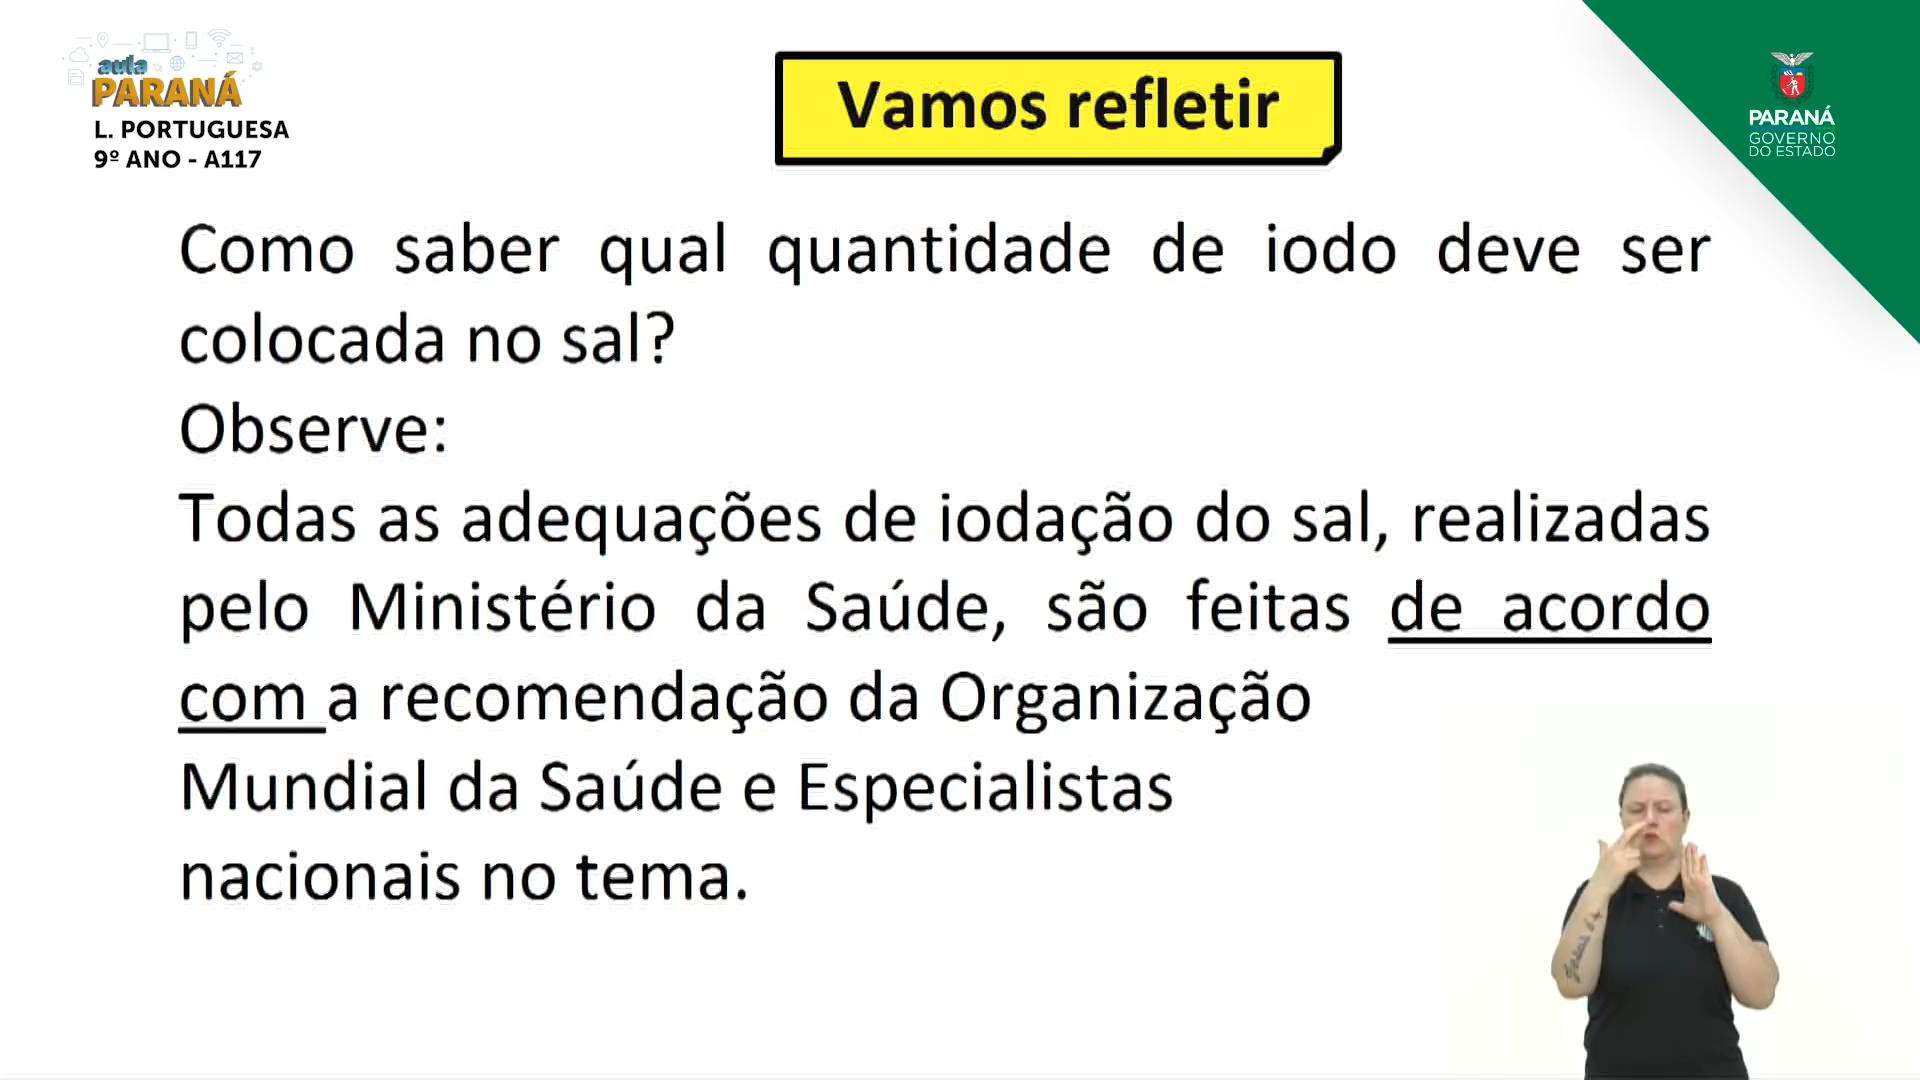 aula
PARANÁ
L. PORTUGUESA
9º ANO - A117
Vamos refletir
PARANÁ
GOVERNO
DO ESTADO
Como saber qual quantidade de iodo deve ser
colocada no sal?
Observe:
Todas as adequações de iodação do sal, realizadas
pelo Ministério da Saúde, são feitas de acordo
com a recomendação da Organização
Mundial da Saúde e Especialistas
nacionais no tema.